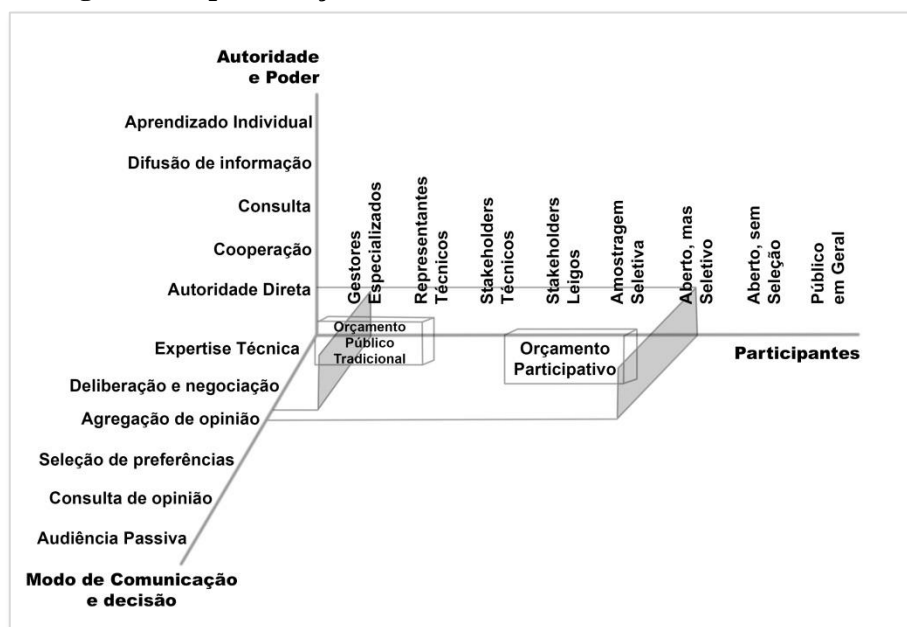 Autoridade
e Poder
Aprendizado Individual
Difusão de informação
Consulta
Cooperação
Autoridade Direta
Gestores
Especializados
Representantes
Técnicos
Stakeholders
Técnicos
Stakeholders
Leigos
Amostragem
Seletiva
Aberto, mas
Seletivo
Aberto, sem
Seleção
Público
em Geral
Orçamento
Público
Tradicional
Orçamento
Participativo
Participantes
Expertise Técnica
Deliberação e negociação
Agregação de opinião
Seleção de preferências
Consulta de opinião
Audiência Passiva
Modo de Comunicação
e decisão